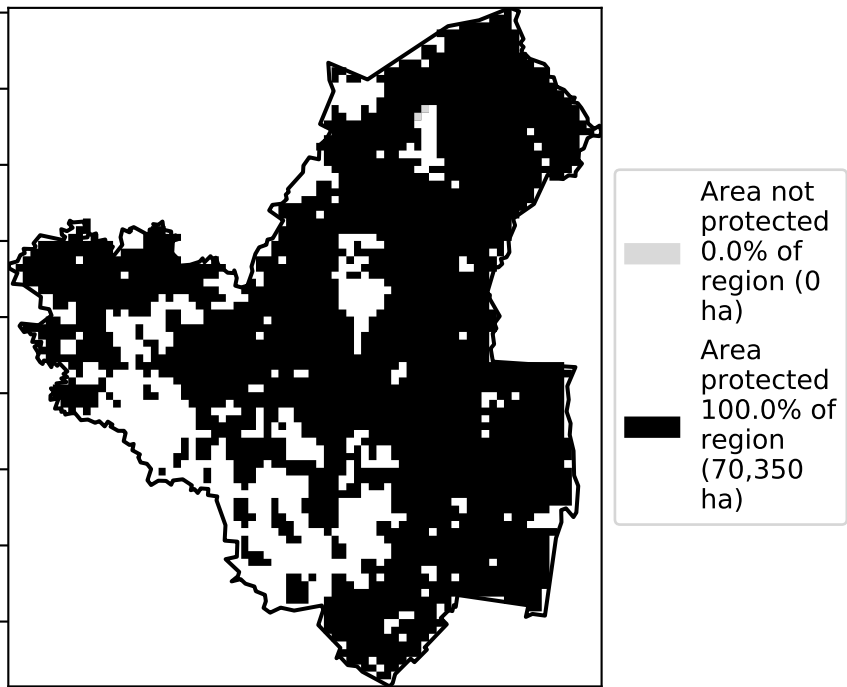 Area not
protected
0.0% of
region (0
ha)
Area
protected
100.0% of
region
(70,350
ha)